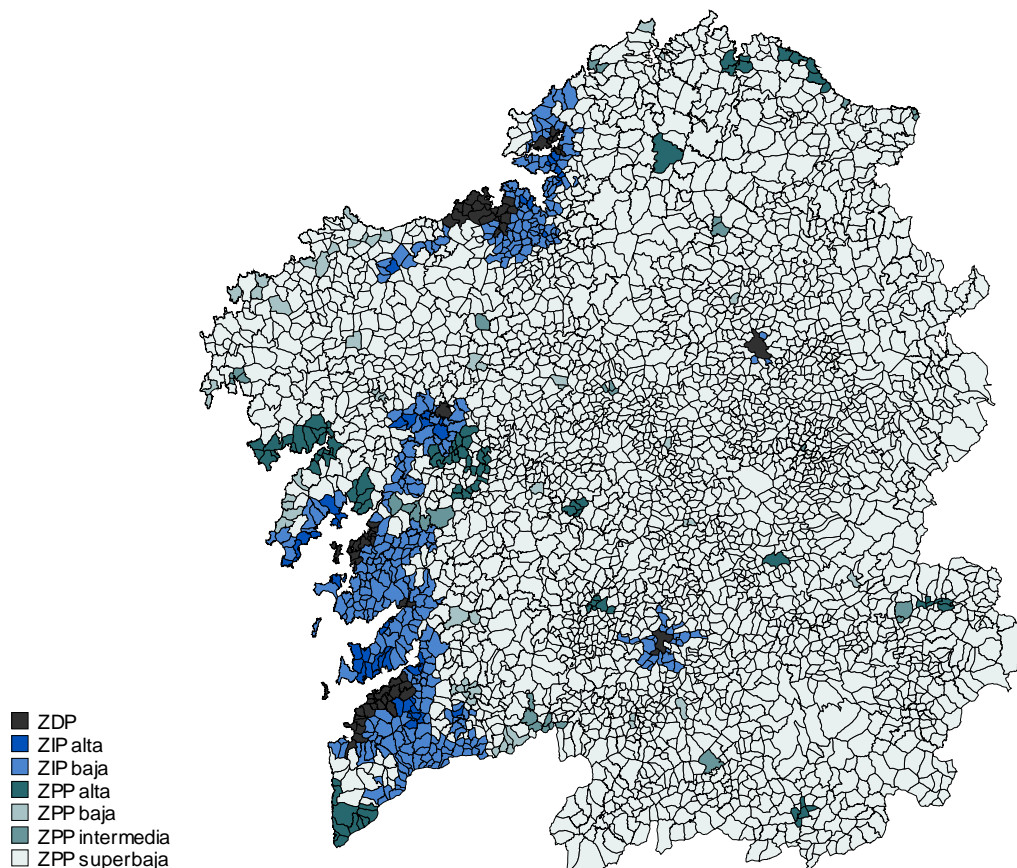 ZDP
ZIP alta
ZIP baja
ZPP alta
ZPP baja
ZPP intermedia
ZPP superbaja